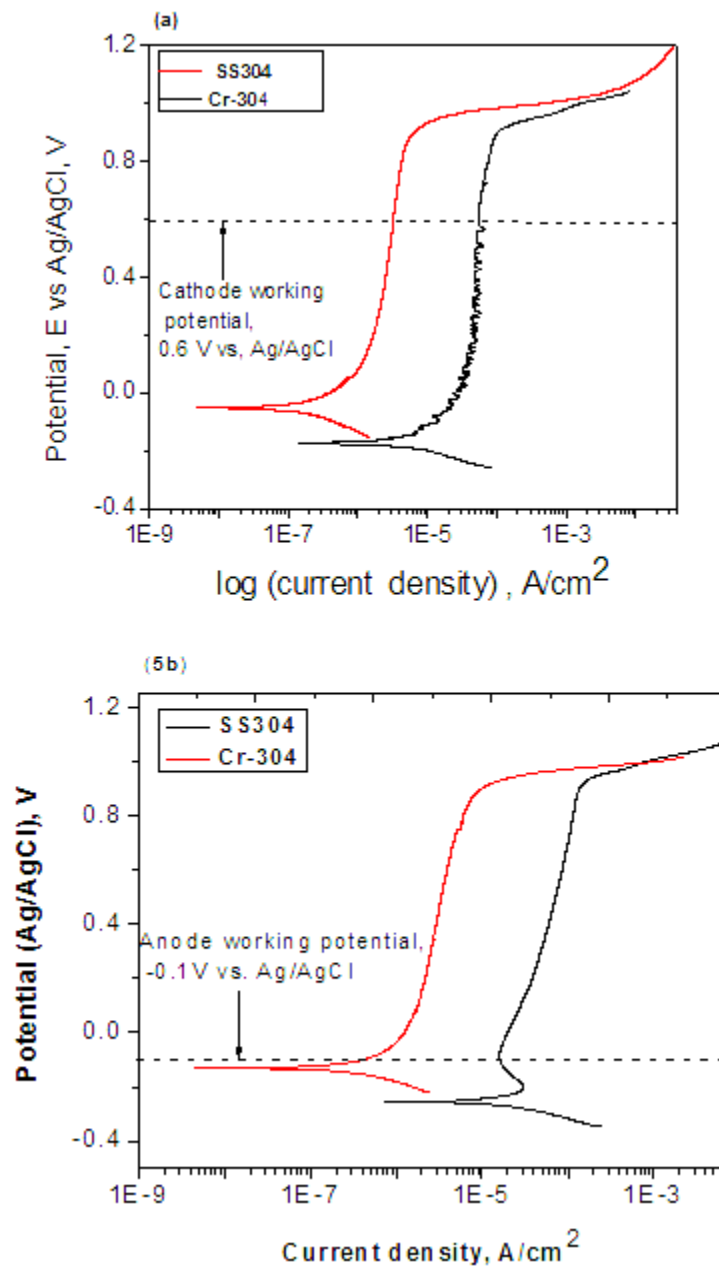 (a)
1.2
SS304
Cr-304
0.8
0.4
Cathode working
potential,
0.6 V vs, Ag/AgCl
0.0
-0.4
Potential, E vs Ag/AgCl, V
1E-9 1E-7 1E-5 1E-3
log (current density) , A/cm2
(5b)
1.2
SS304
Cr-304
0.8
0.4
Anode working potential,
-0.1V vs. Ag/AgCl
0.0
-0.4
Potential (Ag/AgCl), V
1E-9 1E-7 1E-5 1E-3
Current density, A/cm2